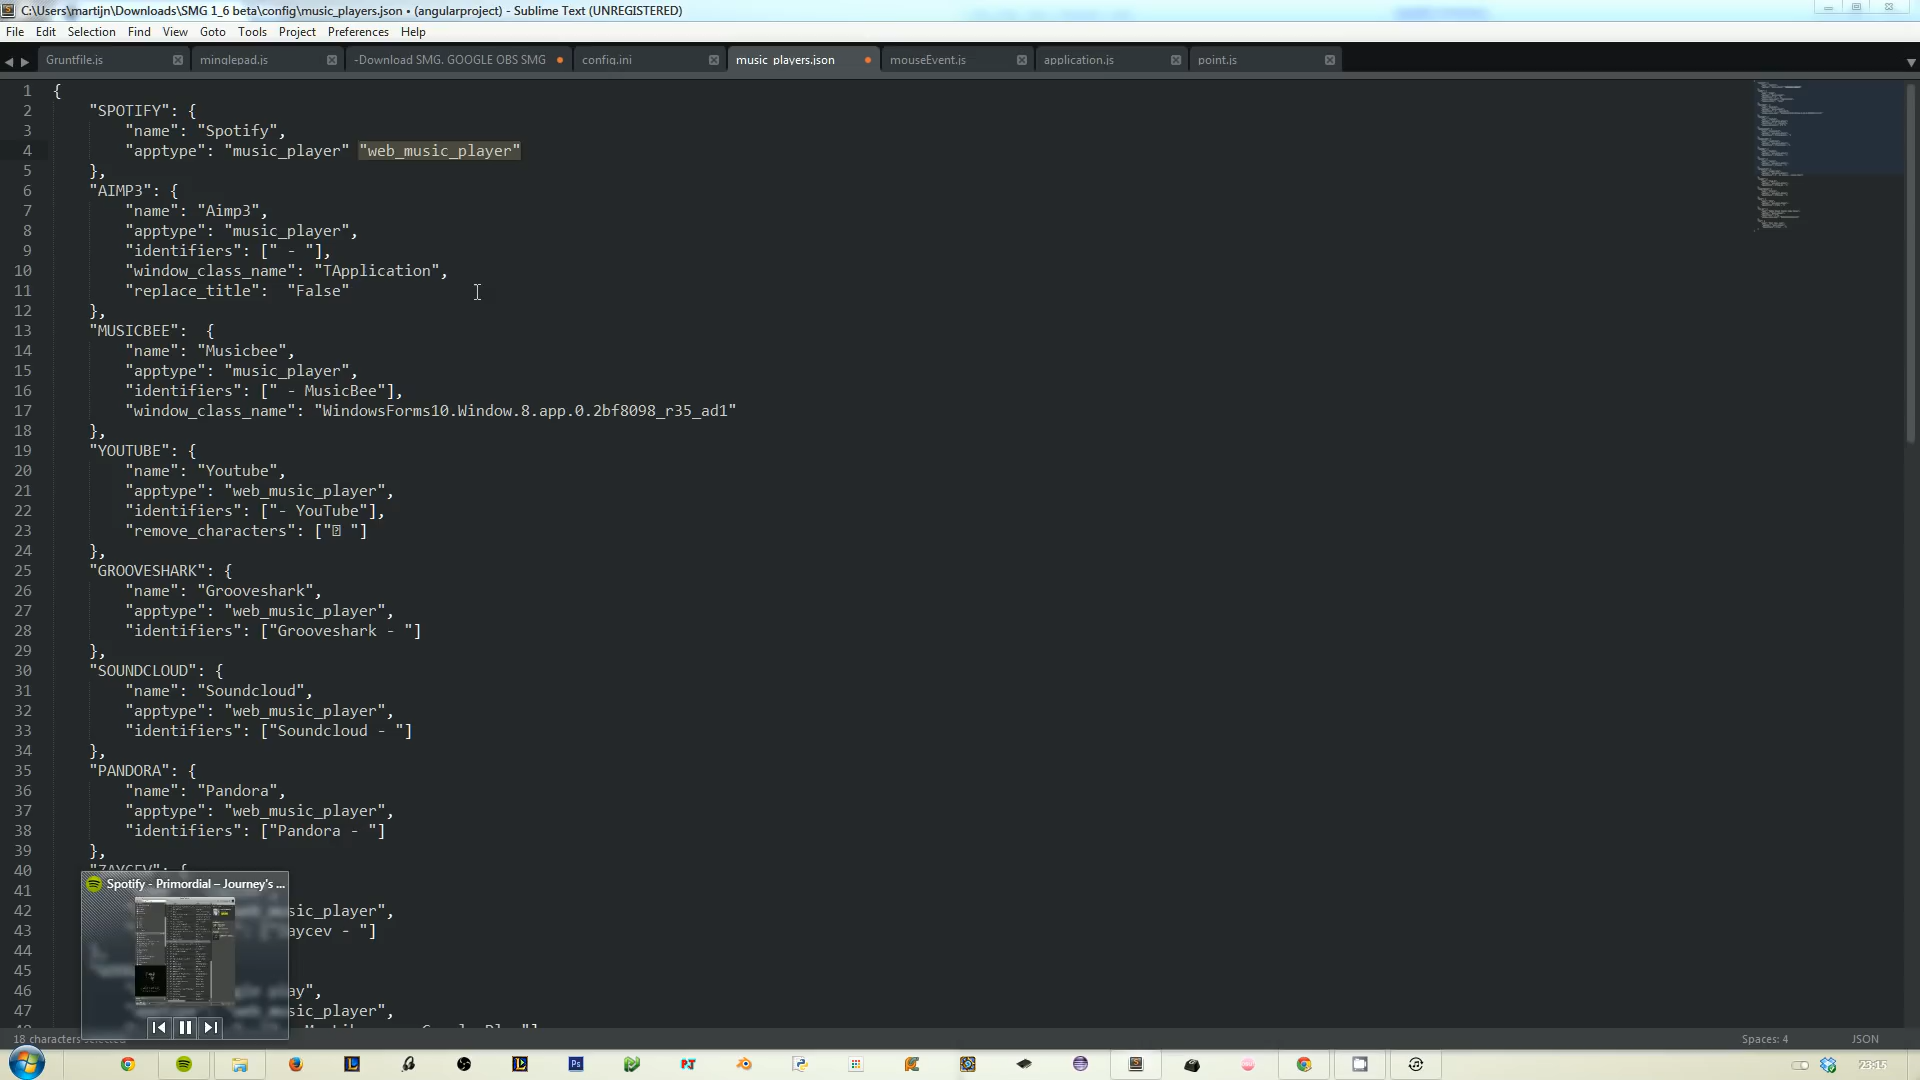 C:\Users\martijn\Downloads\SMG 1_6 beta\config\music_players.json • (angularproject) - Sublime Text (UNREGISTERED)
File Edit Selection Find View Goto Tools Project Preferences Help
Gruntfile.js minglepad.js -Download SMG. GOOGLE OBS SMG config.ini music_players.json mouseEvent.js application.js point.js
1 {
2 "SPOTIFY": {
3 "name": "Spotify",
4 "apptype": "music_player" "web_music_player"
5 },
6 "AIMP3": {
7 "name": "Aimp3",
8 "apptype": "music_player",
9 "identifiers": [" - "],
10 "window_class_name": "TApplication",
11 "replace_title":  "False"
12 },
13 "MUSICBEE":  {
14 "name": "Musicbee",
15 "apptype": "music_player",
16 "identifiers": [" - MusicBee"],
17 "window_class_name": "WindowsForms10.Window.8.app.0.2bf8098_r35_ad1"
18 },
19 "YOUTUBE": {
20 "name": "Youtube",
21 "apptype": "web_music_player",
22 "identifiers": ["- YouTube"],
23 "remove_characters": [" "]
24 },
25 "GROOVESHARK": {
26 "name": "Grooveshark",
27 "apptype": "web_music_player",
28 "identifiers": ["Grooveshark - "]
29 },
30 "SOUNDCLOUD": {
31 "name": "Soundcloud",
32 "apptype": "web_music_player",
33 "identifiers": ["Soundcloud - "]
34 },
35 "PANDORA": {
36 "name": "Pandora",
37 "apptype": "web_music_player",
38 "identifiers": ["Pandora - "]
39 },
40 "ZAYCEV": {
Spotify - Primordial – Journey's ...
41
42 sic_player",
43 aycev - "]
44
45
46 ay",
47 sic_player",
18 characters selected Spaces: 4 JSON
23:15